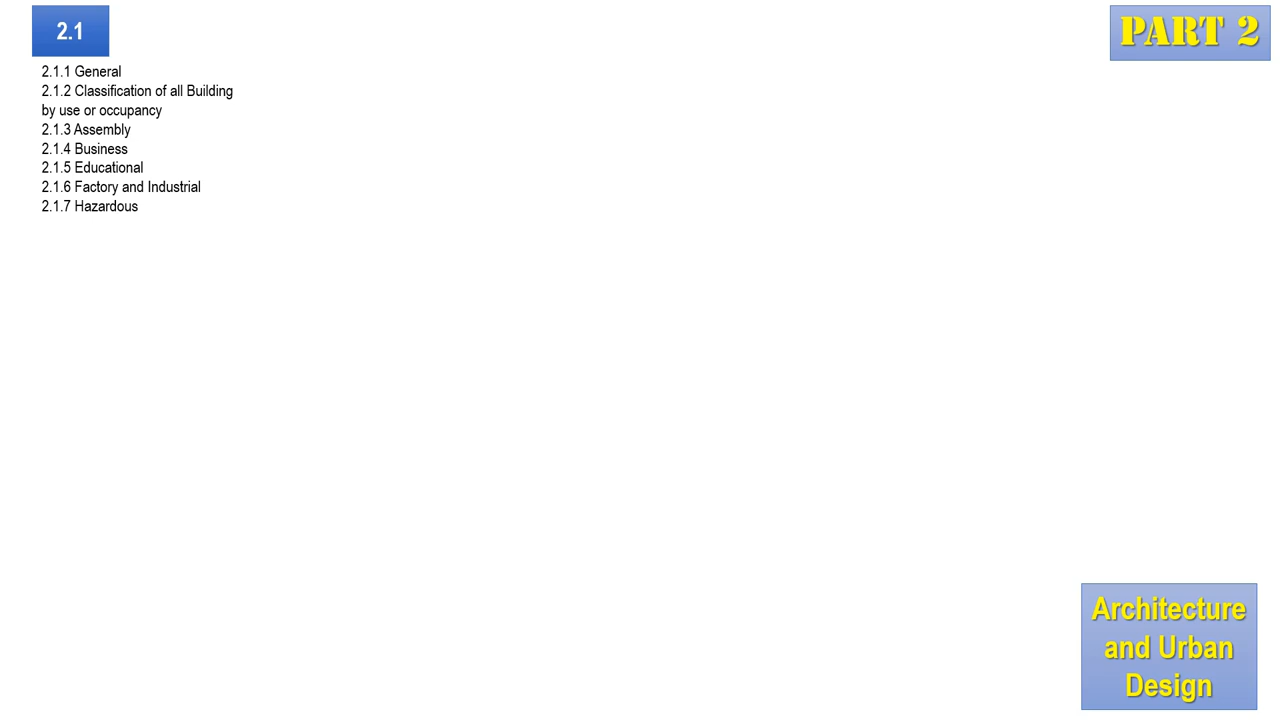 2.1
PART 2
2.1.1 General
2.1.2 Classification of all Building
by use or occupancy
2.1.3 Assembly
2.1.4 Business
2.1.5 Educational
2.1.6 Factory and Industrial
2.1.7 Hazardous
Architecture
and Urban
Design